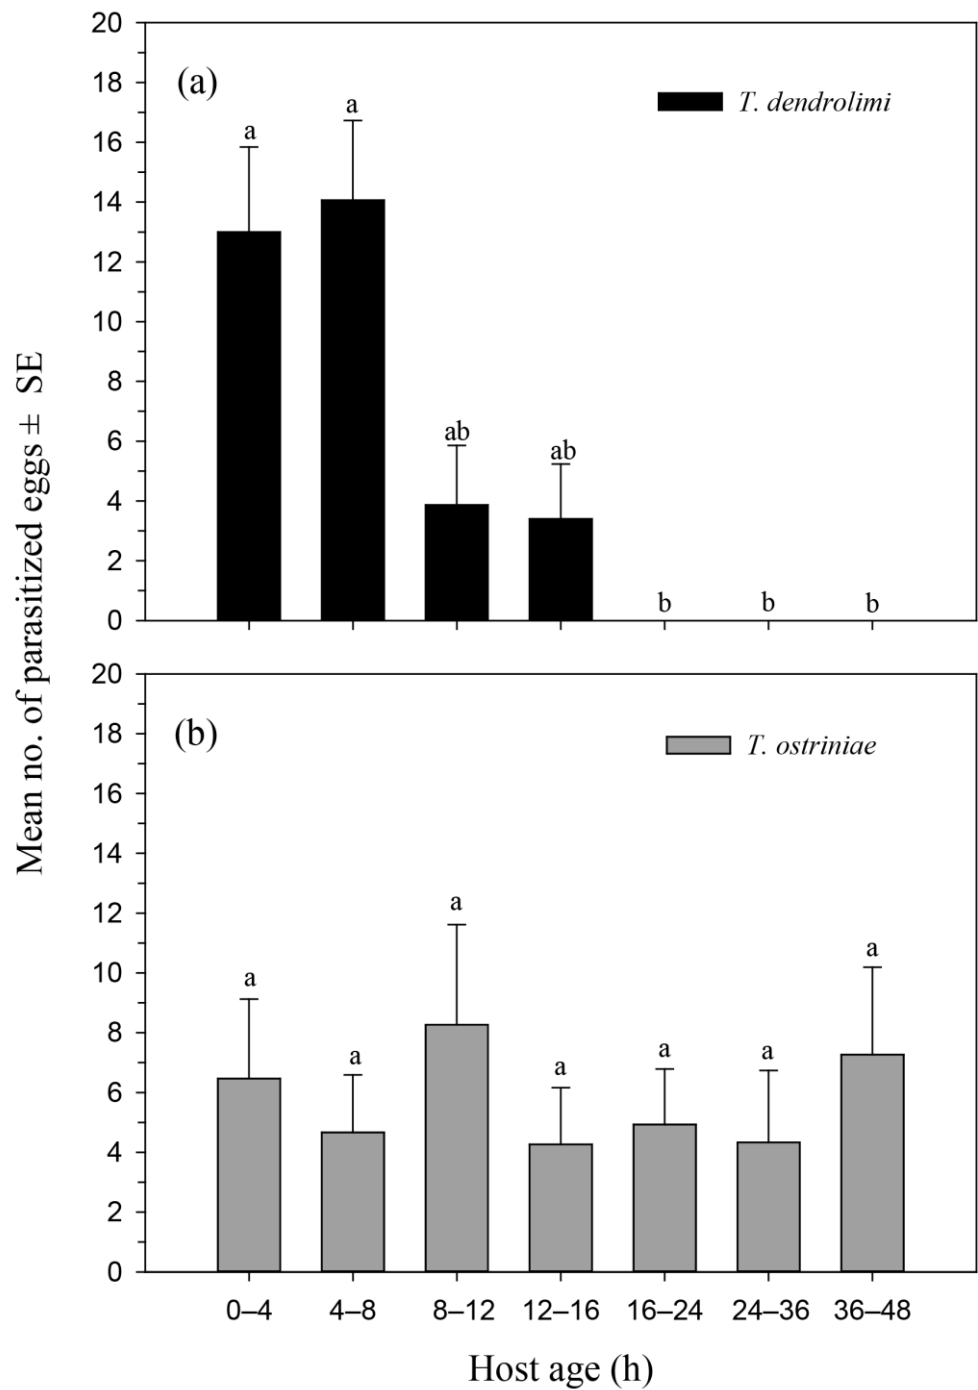 Mean no. of parasitized eggs ± SE
(a)
T. dendrolimi
20
18
16
14
12
10
8
6
4
2
0
a
a
ab
ab
b
b
b
(b)
T. ostriniae
20
18
16
14
12
10
8
6
4
2
0
a
a
a
a
a
a
a
0–4 4–8 8–12 12–16 16–24 24–36 36–48
Host age (h)